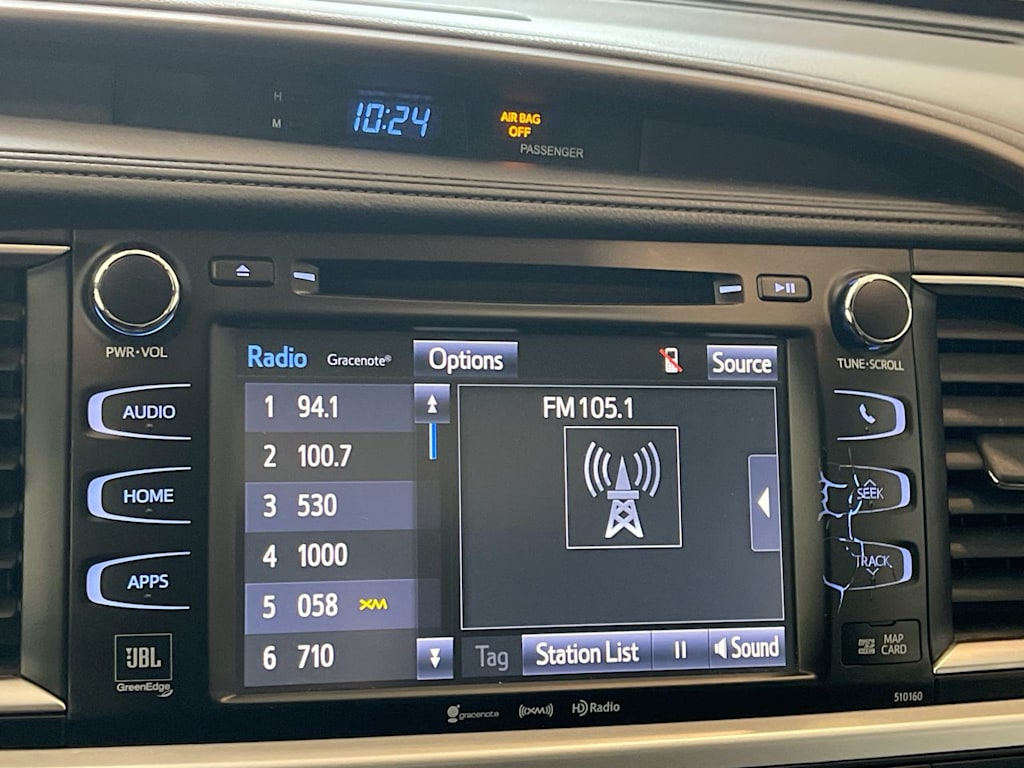 H
M
10:24
AIR BAG
OFF
PASSENGER
PWR•VOL
TUNE•SCROLL
Radio Gracenote® Options Source
AUDIO
HOME
APPS
1 94.1
2 100.7
3 530
4 1000
5 058 XM
6 710
FM 105.1
SEEK
TRACK
Tag Station List Sound
JBL
GreenEdge
MAP
CARD
510160
gracenote ((XM)) HD Radio